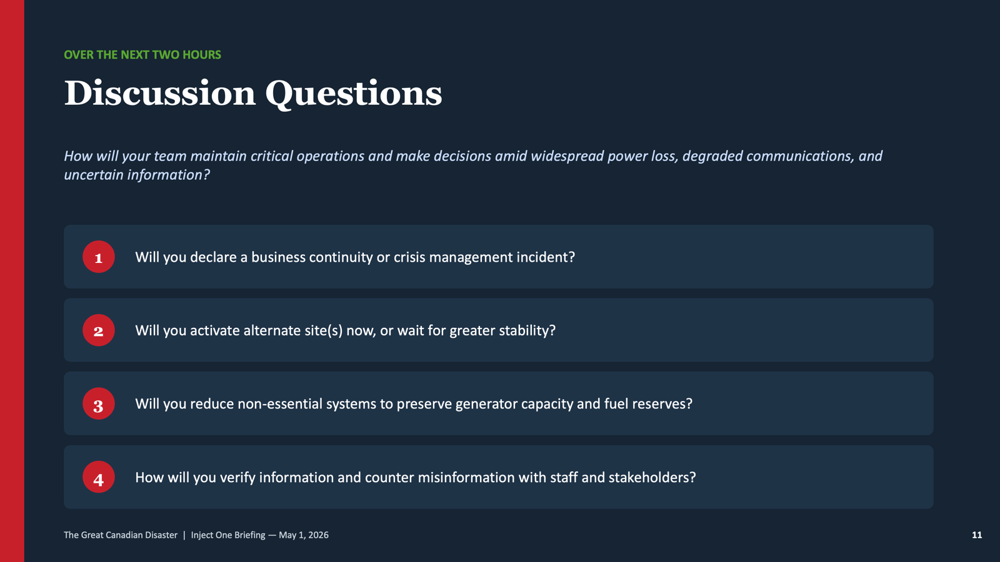 OVER THE NEXT TWO HOURS
Discussion Questions
How will your team maintain critical operations and make decisions amid widespread power loss, degraded communications, and
uncertain information?
1 Will you declare a business continuity or crisis management incident?
2 Will you activate alternate site(s) now, or wait for greater stability?
3 Will you reduce non-essential systems to preserve generator capacity and fuel reserves?
4 How will you verify information and counter misinformation with staff and stakeholders?
The Great Canadian Disaster | Inject One Briefing — May 1, 2026 11